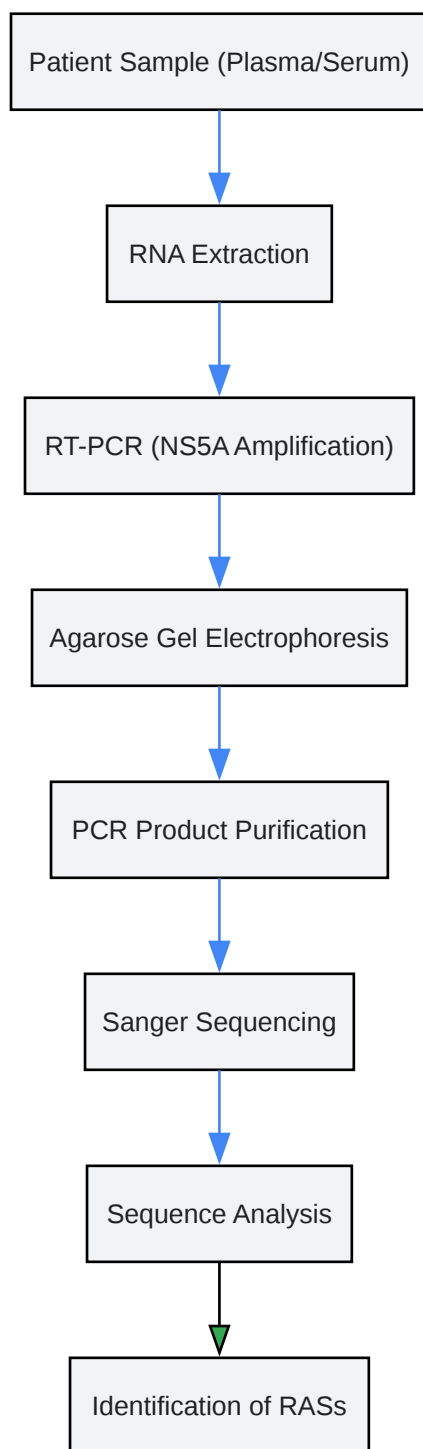 Patient Sample (Plasma/Serum)
RNA Extraction
RT-PCR (NS5A Amplification)
Agarose Gel Electrophoresis
PCR Product Purification
Sanger Sequencing
Sequence Analysis
Identification of RASs